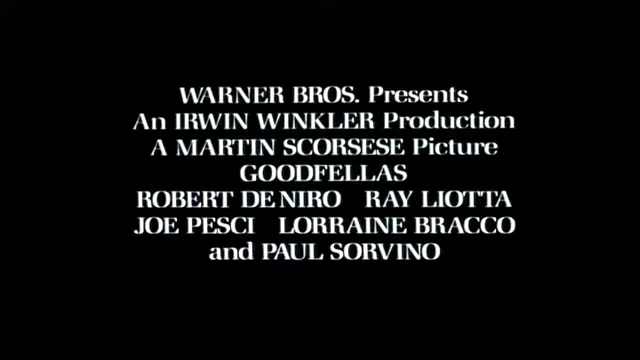 WARNER BROS. Presents
An IRWIN WINKLER Production
A MARTIN SCORSESE Picture
GOODFELLAS
ROBERT DE NIRO RAY LIOTTA
JOE PESCI LORRAINE BRACCO
and PAUL SORVINO